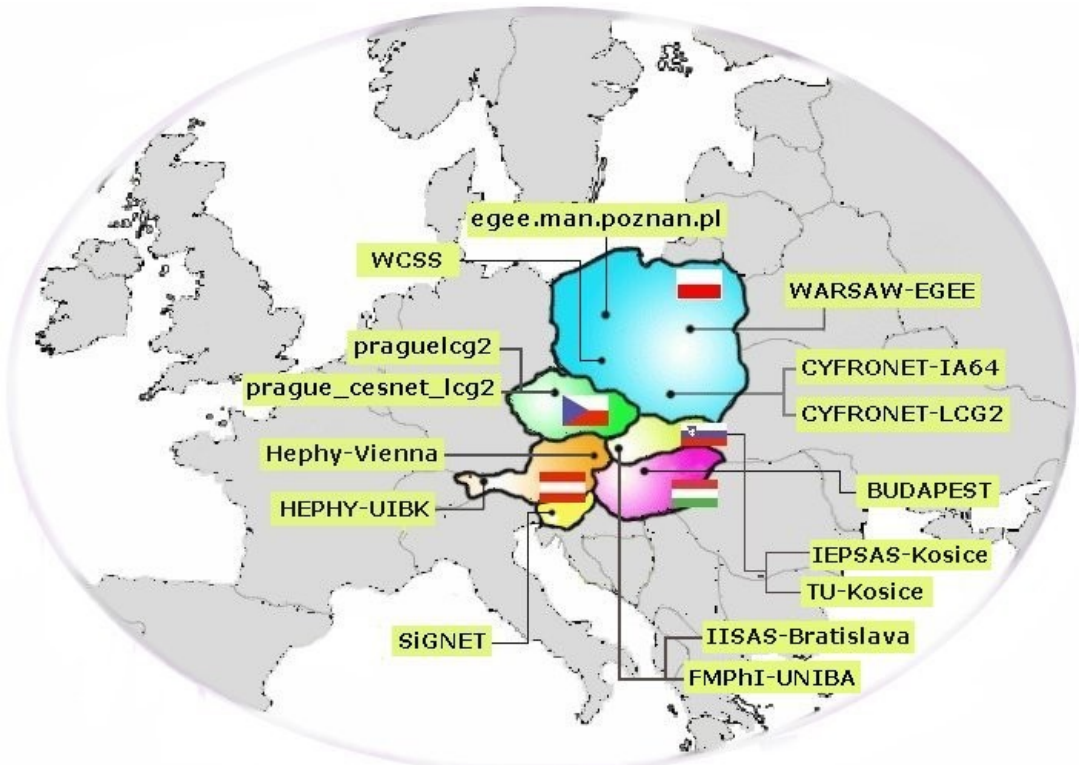 egee.man.poznan.pl
WCSS
WARSAW-EGEE
praguelcg2
CYFRONET-IA64
prague_cesnet_lcg2
CYFRONET-LCG2
Hephy-Vienna
BUDAPEST
HEPHY-UIBK
IEPSAS-Kosice
TU-Kosice
SiGNET
IISAS-Bratislava
FMPhI-UNIBA